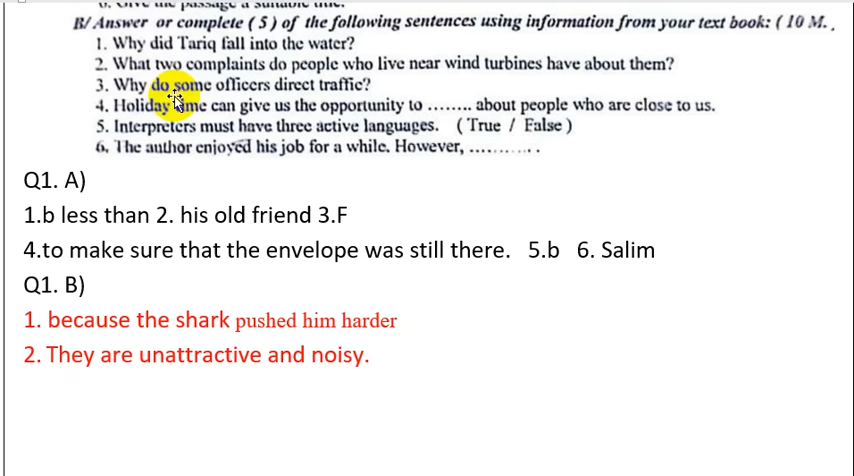 B/ Answer or complete ( 5 ) of the following sentences using information from your text book: ( 10 M.
1. Why did Tariq fall into the water?
2. What two complaints do people who live near wind turbines have about them?
3. Why do some officers direct traffic?
4. Holiday time can give us the opportunity to ........ about people who are close to us.
5. Interpreters must have three active languages. ( True / False )
6. The author enjoyed his job for a while. However, ............
Q1. A)
1.b less than 2. his old friend 3.F
4.to make sure that the envelope was still there. 5.b 6. Salim
Q1. B)
1. because the shark pushed him harder
2. They are unattractive and noisy.